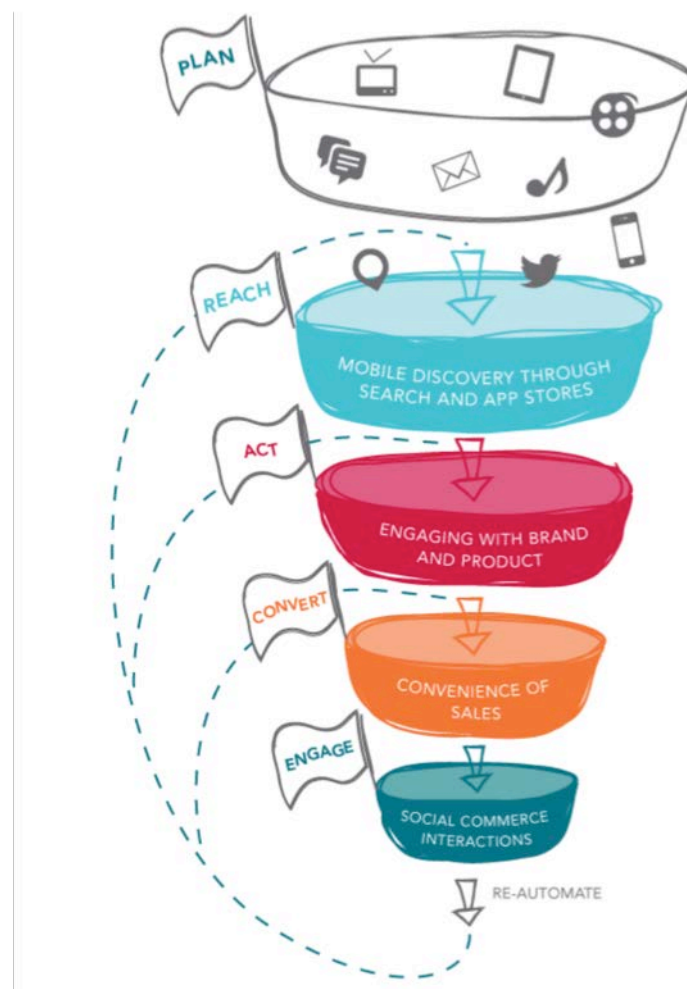 PLAN
REACH
MOBILE DISCOVERY THROUGH
SEARCH AND APP STORES
ACT
ENGAGING WITH BRAND
AND PRODUCT
CONVERT
CONVENIENCE OF
SALES
ENGAGE
SOCIAL COMMERCE
INTERACTIONS
RE-AUTOMATE